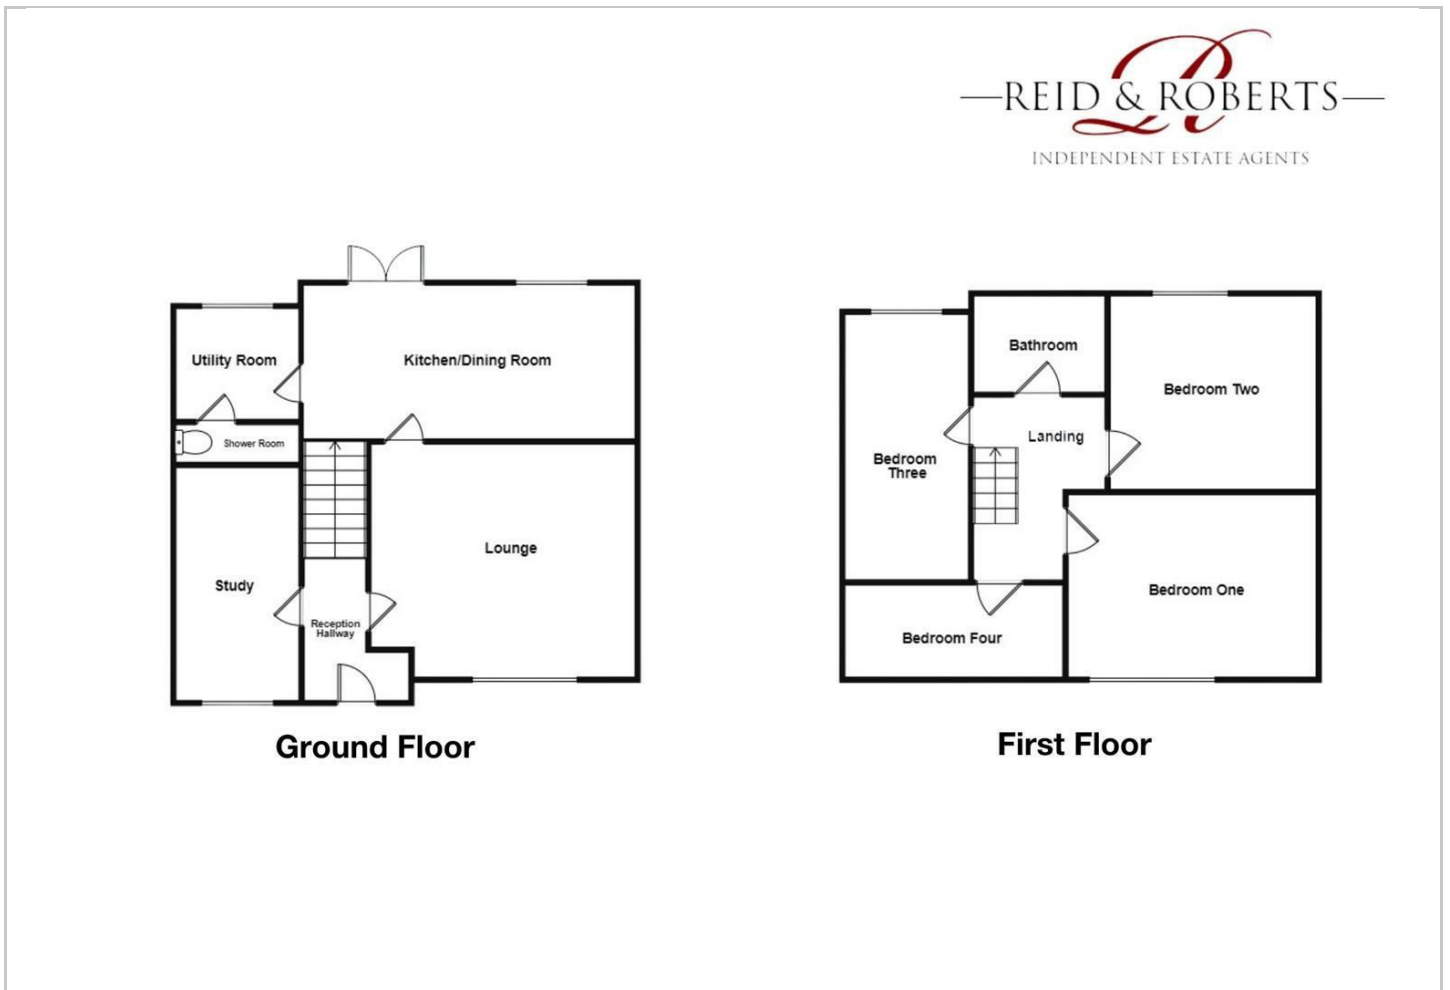 REID & ROBERTS
INDEPENDENT ESTATE AGENTS
Utility Room
Kitchen/Dining Room
Shower Room
Lounge
Study
Reception
Hallway
Ground Floor
Bathroom
Bedroom Two
Landing
Bedroom
Three
Bedroom One
Bedroom Four
First Floor